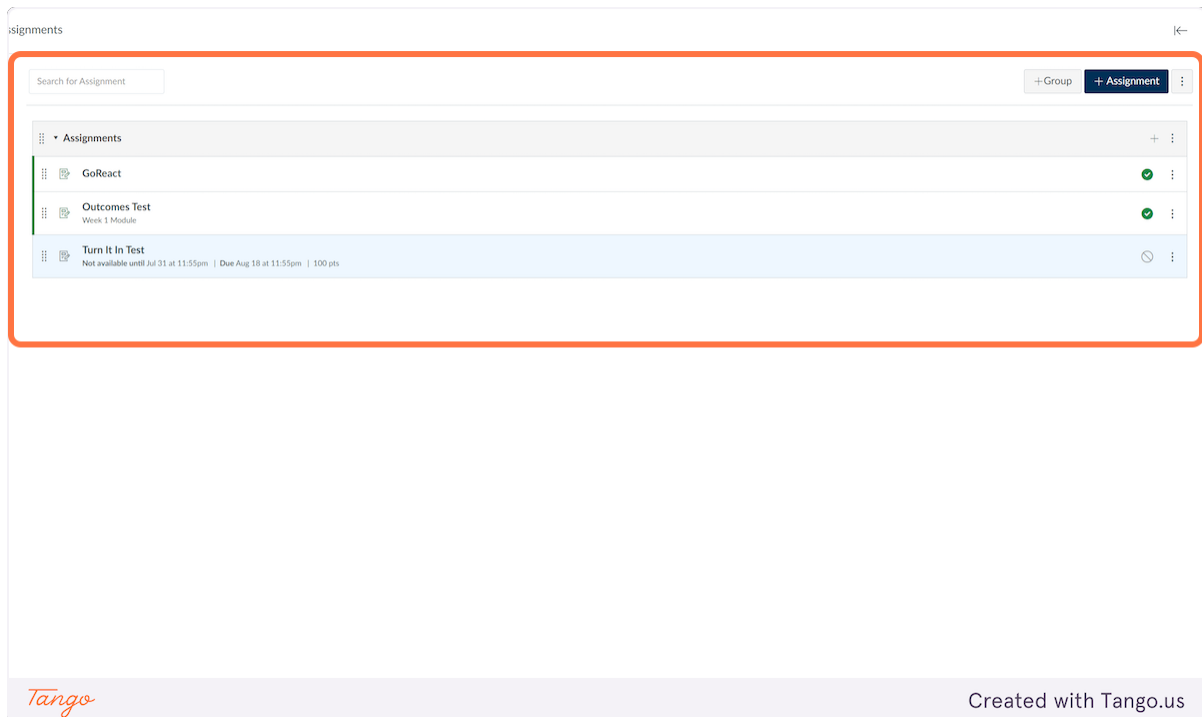 ssignments
Search for Assignment
+Group
+ Assignment
Assignments
GoReact
Outcomes Test
Week 1 Module
Turn It In Test
Not available until Jul 31 at 11:55pm | Due Aug 18 at 11:55pm | 100 pts
Tango
Created with Tango.us